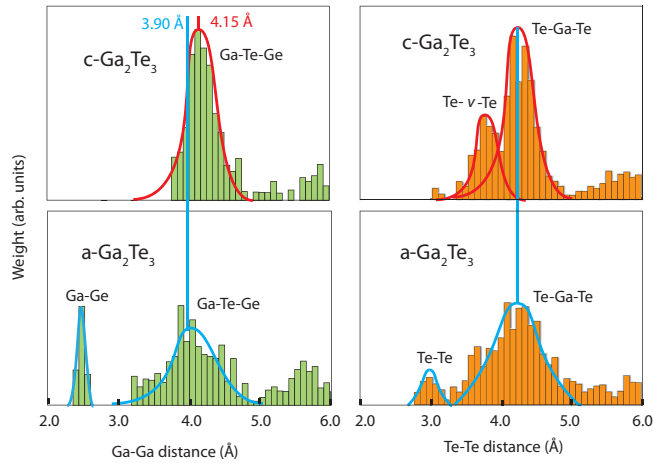 3.90 Å
4.15 Å
c-Ga₂Te₃
Ga-Te-Ge
c-Ga₂Te₃
Te-Ga-Te
Te- v -Te
Weight (arb. units)
a-Ga₂Te₃
Ga-Ge
Ga-Te-Ge
a-Ga₂Te₃
Te-Ga-Te
Te-Te
2.0 3.0 4.0 5.0 6.0
2.0 3.0 4.0 5.0 6.0
Ga-Ga distance (Å)
Te-Te distance (Å)